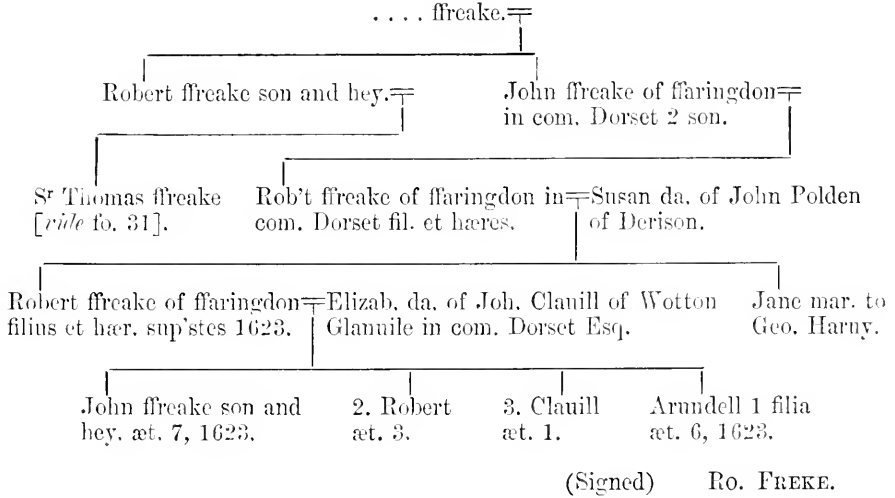 . . . . ffreake.
Robert ffreake son and hey.
John ffreake of ffaringdon
in com. Dorset 2 son.
Sr Thomas ffreake
[vide fo. 31].
Rob't ffreake of ffaringdon in
com. Dorset fil. et hæres.
Susan da. of John Polden
of Derison.
Robert ffreake of ffaringdon
filius et hær. sup'stes 1623.
Elizab. da. of Joh. Clauill of Wotton
Glanuile in com. Dorset Esq.
Jane mar. to
Geo. Haruy.
John ffreake son and
hey. æt. 7, 1623.
2. Robert
æt. 3.
3. Clauill
æt. 1.
Arundell 1 filia
æt. 6, 1623.
(Signed) Ro. FREKE.